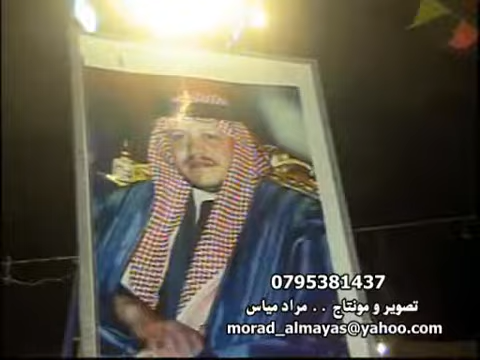 0795381437
تصوير و مونتاج . . مراد مياس
morad_almayas@yahoo.com